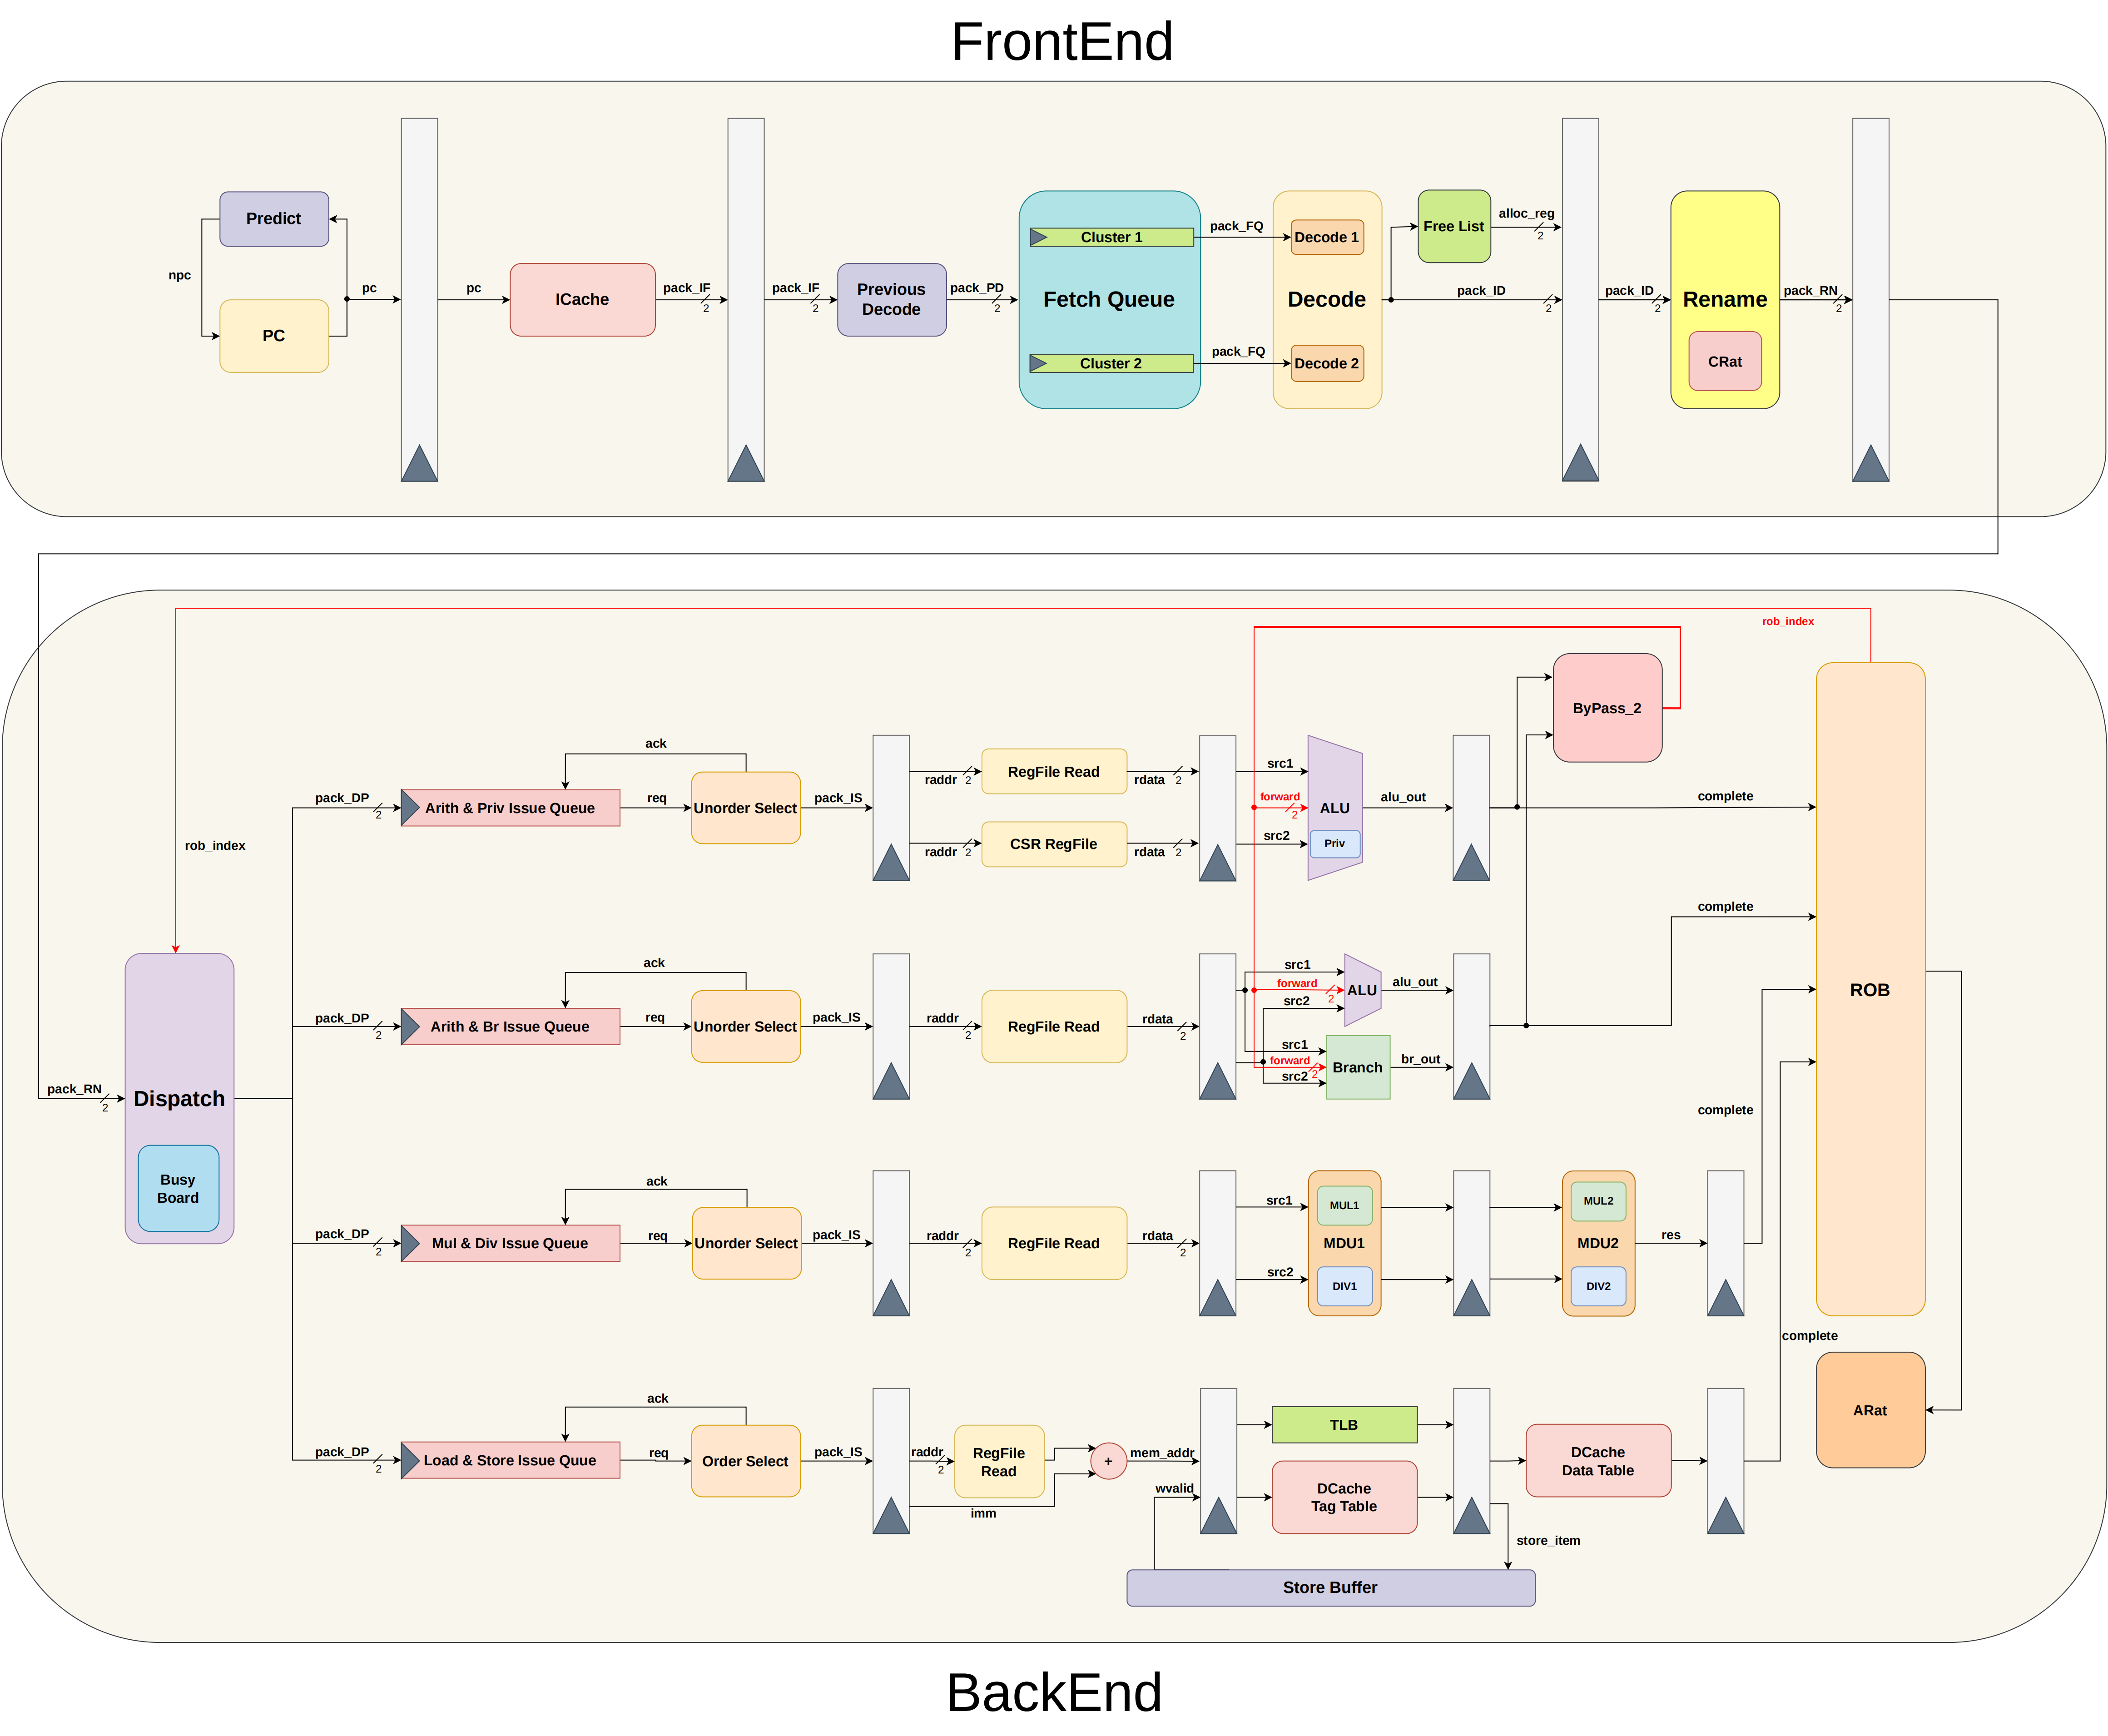 FrontEnd
Predict
npc
PC
pc
pc
ICache
pack_IF
2
pack_IF
2
Previous
Decode
pack_PD
2
Cluster 1
Fetch Queue
Cluster 2
pack_FQ
pack_FQ
Decode 1
Decode
Decode 2
Free List
alloc_reg
2
pack_ID
2
pack_ID
2
Rename
CRat
pack_RN
2
rob_index
rob_index
pack_RN
2
Dispatch
Busy
Board
ByPass_2
pack_DP
2
Arith & Priv Issue Queue
ack
req
Unorder Select
pack_IS
raddr
2
RegFile Read
rdata
2
raddr
2
CSR RegFile
rdata
2
src1
forward
2
src2
ALU
Priv
alu_out
complete
pack_DP
2
Arith & Br Issue Queue
ack
req
Unorder Select
pack_IS
raddr
2
RegFile Read
rdata
2
src1
forward
2
src2
ALU
alu_out
src1
forward
2
src2
Branch
br_out
complete
ROB
pack_DP
2
Mul & Div Issue Queue
ack
req
Unorder Select
pack_IS
raddr
2
RegFile Read
rdata
2
src1
src2
MUL1
MDU1
DIV1
MUL2
MDU2
DIV2
res
complete
pack_DP
2
Load & Store Issue Quue
ack
req
Order Select
pack_IS
raddr
2
RegFile
Read
imm
+
mem_addr
wvalid
TLB
DCache
Tag Table
DCache
Data Table
store_item
complete
ARat
Store Buffer
BackEnd